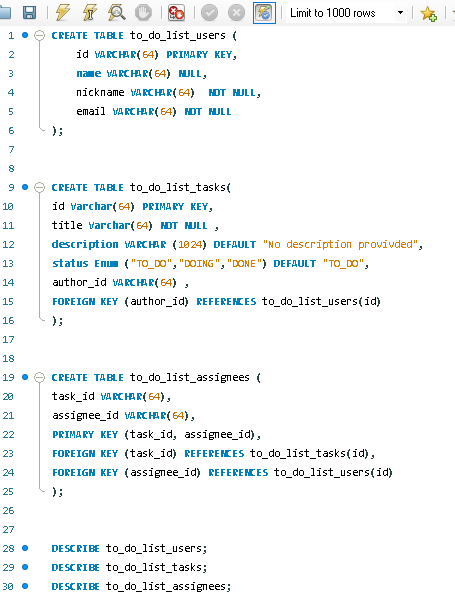 Limit to 1000 rows
1 CREATE TABLE to_do_list_users (
2 id VARCHAR(64) PRIMARY KEY,
3 name VARCHAR(64) NULL,
4 nickname VARCHAR(64) NOT NULL,
5 email VARCHAR(64) NOT NULL
6 );
7
8
9 CREATE TABLE to_do_list_tasks(
10 id Varchar(64) PRIMARY KEY,
11 title Varchar(64) NOT NULL ,
12 description VARCHAR (1024) DEFAULT "No description provivded",
13 status Enum ("TO_DO","DOING","DONE") DEFAULT "TO_DO",
14 author_id VARCHAR(64) ,
15 FOREIGN KEY (author_id) REFERENCES to_do_list_users(id)
16 );
17
18
19 CREATE TABLE to_do_list_assignees (
20 task_id VARCHAR(64),
21 assignee_id VARCHAR(64),
22 PRIMARY KEY (task_id, assignee_id),
23 FOREIGN KEY (task_id) REFERENCES to_do_list_tasks(id),
24 FOREIGN KEY (assignee_id) REFERENCES to_do_list_users(id)
25 );
26
27
28 DESCRIBE to_do_list_users;
29 DESCRIBE to_do_list_tasks;
30 DESCRIBE to_do_list_assignees;